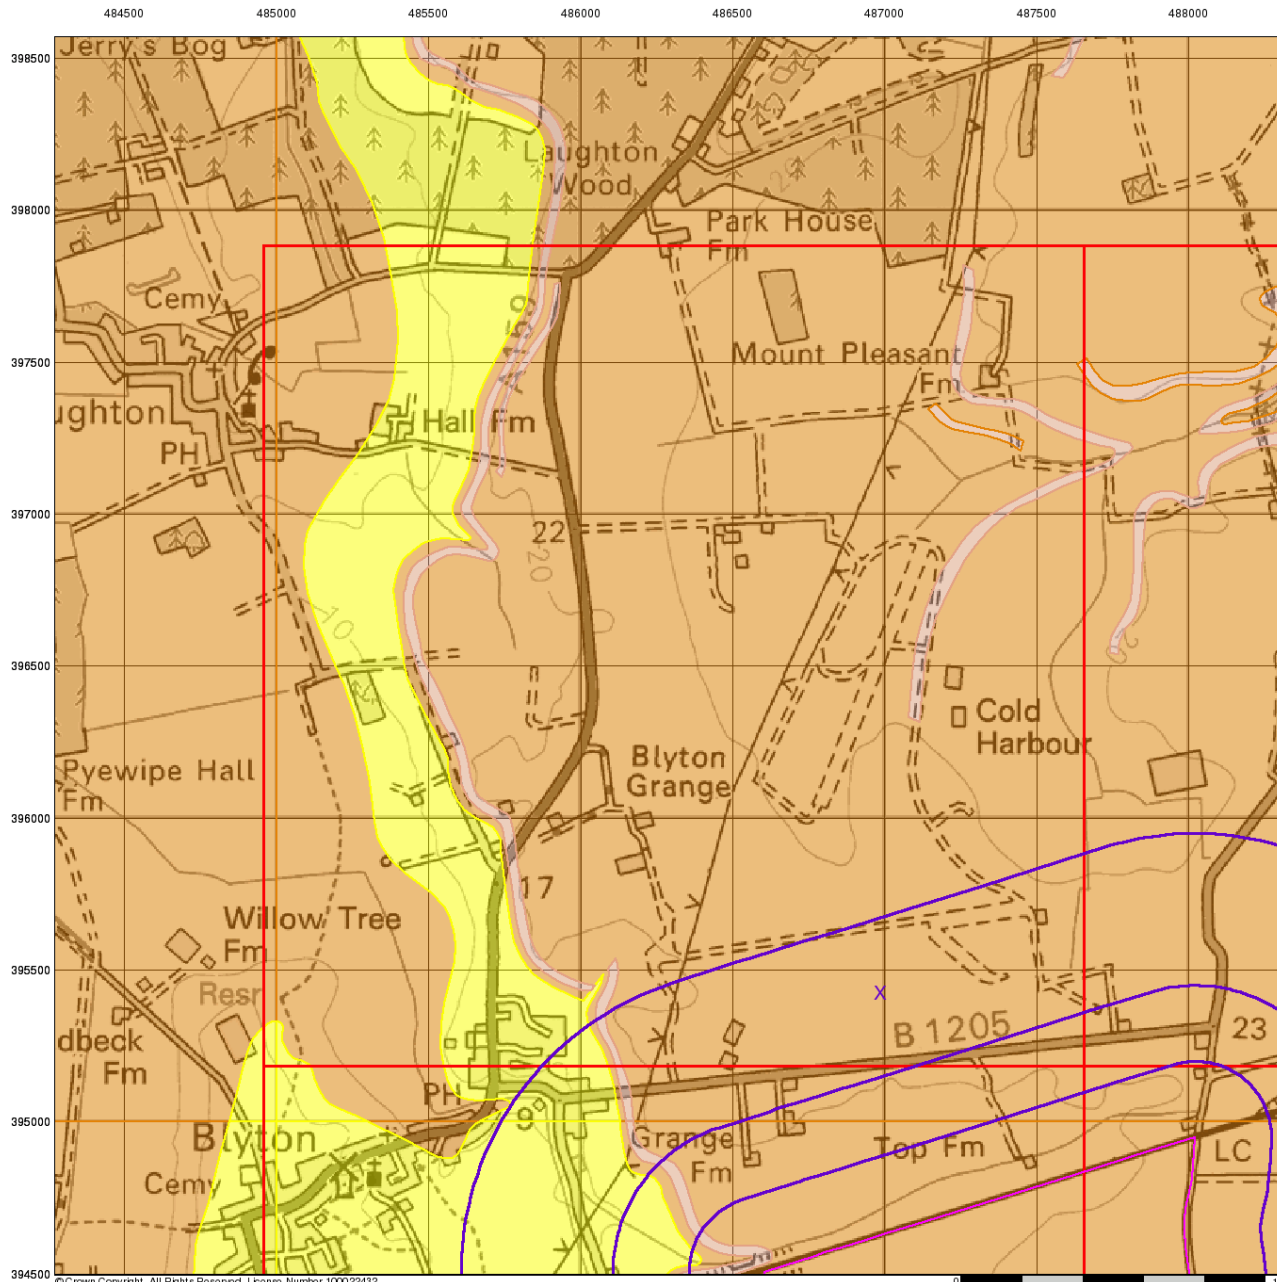 484500 485000 485500 486000 486500 487000 487500 488000
398500
398000
397500
397000
396500
396000
395500
395000
394500
Jerry's Bog
Laughton
Wood
Park House
Fm
Cemy
A 159
Mount Pleasant
Fm
ughton
Hall Fm
PH
22
20
10
Cold
Harbour
Pyewipe Hall
Fm
Blyton
Grange
17
Willow Tree
Fm
Resr
X
B 1205
23
dbeck
Fm
PH
9
Blyton
Grange
Fm
Top Fm
LC
Cemy
© Crown Copyright. All Rights Reserved. License Number 100022432
0